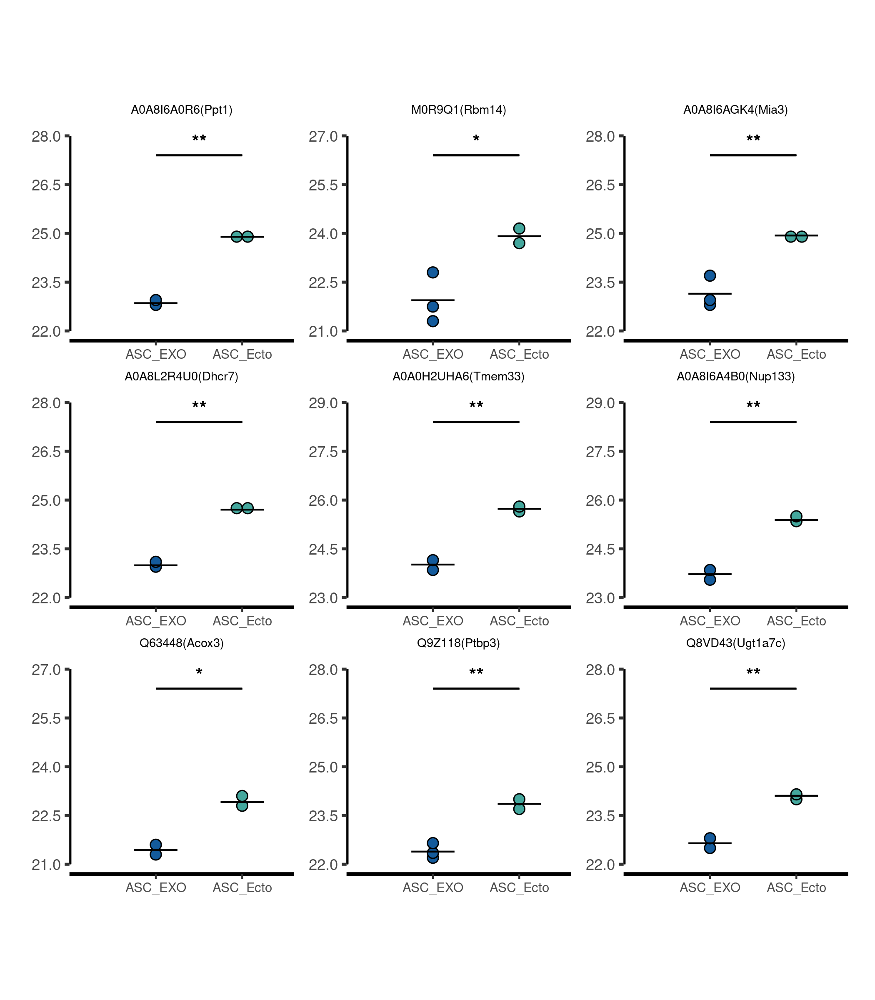 A0A8I6A0R6(Ppt1) M0R9Q1(Rbm14) A0A8I6AGK4(Mia3)
28.0 ** 27.0 * 28.0 **
26.5 25.5 26.5
25.0 24.0 25.0
23.5 22.5 23.5
22.0 21.0 22.0
ASC_EXO ASC_Ecto ASC_EXO ASC_Ecto ASC_EXO ASC_Ecto
A0A8L2R4U0(Dhcr7) A0A0H2UHA6(Tmem33) A0A8I6A4B0(Nup133)
28.0 ** 29.0 ** 29.0 **
26.5 27.5 27.5
25.0 26.0 26.0
23.5 24.5 24.5
22.0 23.0 23.0
ASC_EXO ASC_Ecto ASC_EXO ASC_Ecto ASC_EXO ASC_Ecto
Q63448(Acox3) Q9Z118(Ptbp3) Q8VD43(Ugt1a7c)
27.0 * 28.0 ** 28.0 **
25.5 26.5 26.5
24.0 25.0 25.0
22.5 23.5 23.5
21.0 22.0 22.0
ASC_EXO ASC_Ecto ASC_EXO ASC_Ecto ASC_EXO ASC_Ecto